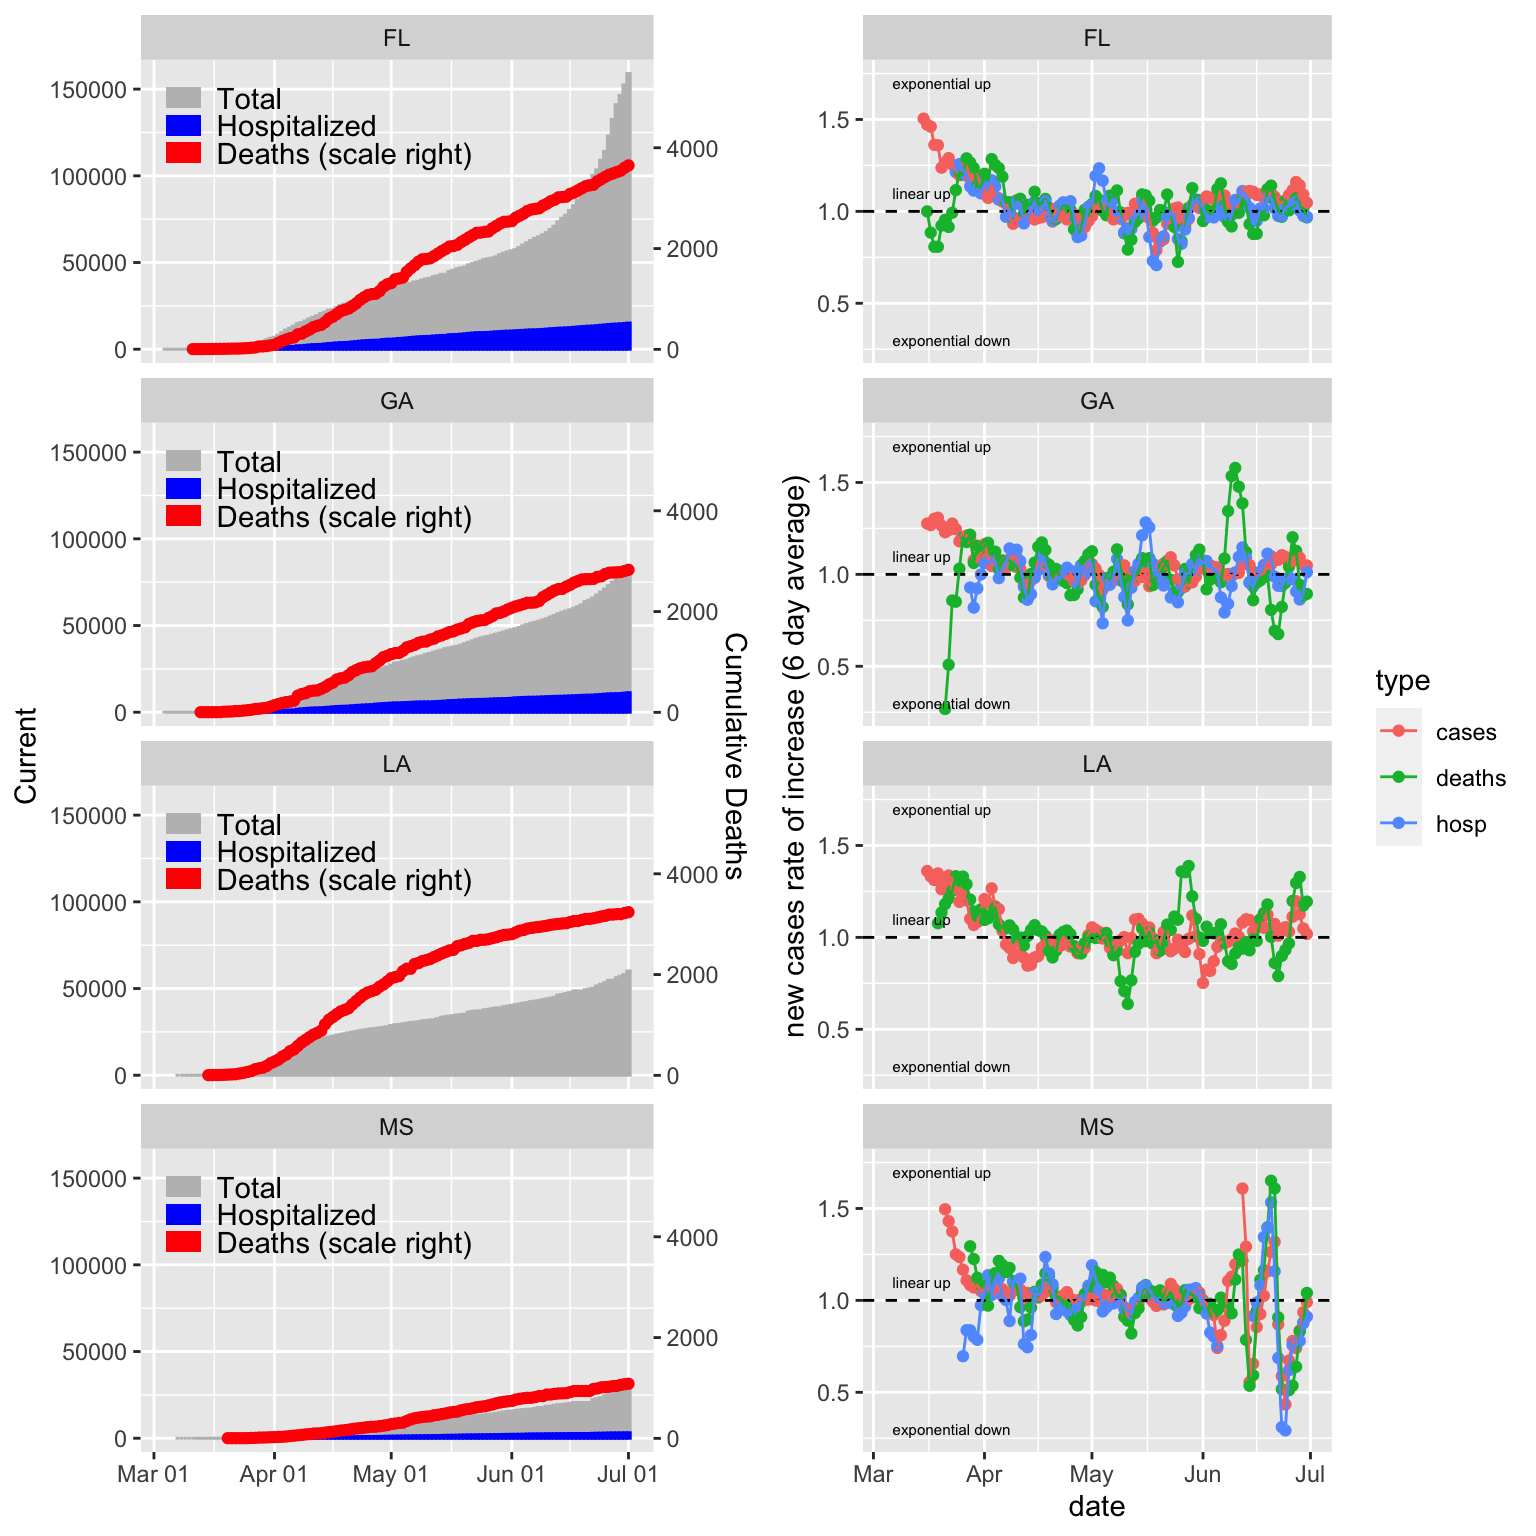 FL
150000
100000
50000
0
Total
Hospitalized
Deaths (scale right)
4000
2000
0
GA
150000
100000
50000
0
Total
Hospitalized
Deaths (scale right)
4000
2000
0
LA
150000
100000
50000
0
Total
Hospitalized
Deaths (scale right)
4000
2000
0
MS
150000
100000
50000
0
Total
Hospitalized
Deaths (scale right)
4000
2000
0
Mar 01
Apr 01
May 01
Jun 01
Jul 01
Current
Cumulative Deaths
FL
1.5
1.0
0.5
exponential up
linear up
exponential down
GA
1.5
1.0
0.5
exponential up
linear up
exponential down
LA
1.5
1.0
0.5
exponential up
linear up
exponential down
MS
1.5
1.0
0.5
exponential up
linear up
exponential down
Mar
Apr
May
Jun
Jul
date
new cases rate of increase (6 day average)
type
cases
deaths
hosp